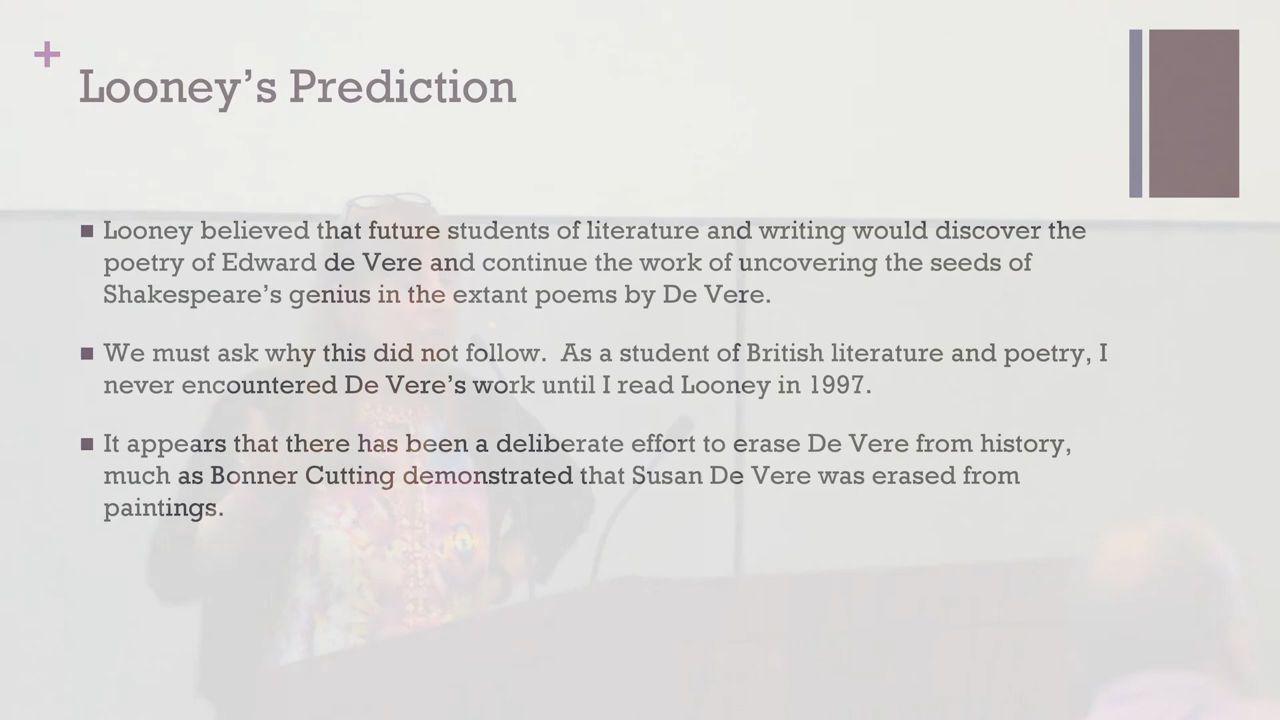 +
Looney’s Prediction
■ Looney believed that future students of literature and writing would discover the
poetry of Edward de Vere and continue the work of uncovering the seeds of
Shakespeare’s genius in the extant poems by De Vere.
■ We must ask why this did not follow.  As a student of British literature and poetry, I
never encountered De Vere’s work until I read Looney in 1997.
■ It appears that there has been a deliberate effort to erase De Vere from history,
much as Bonner Cutting demonstrated that Susan De Vere was erased from
paintings.